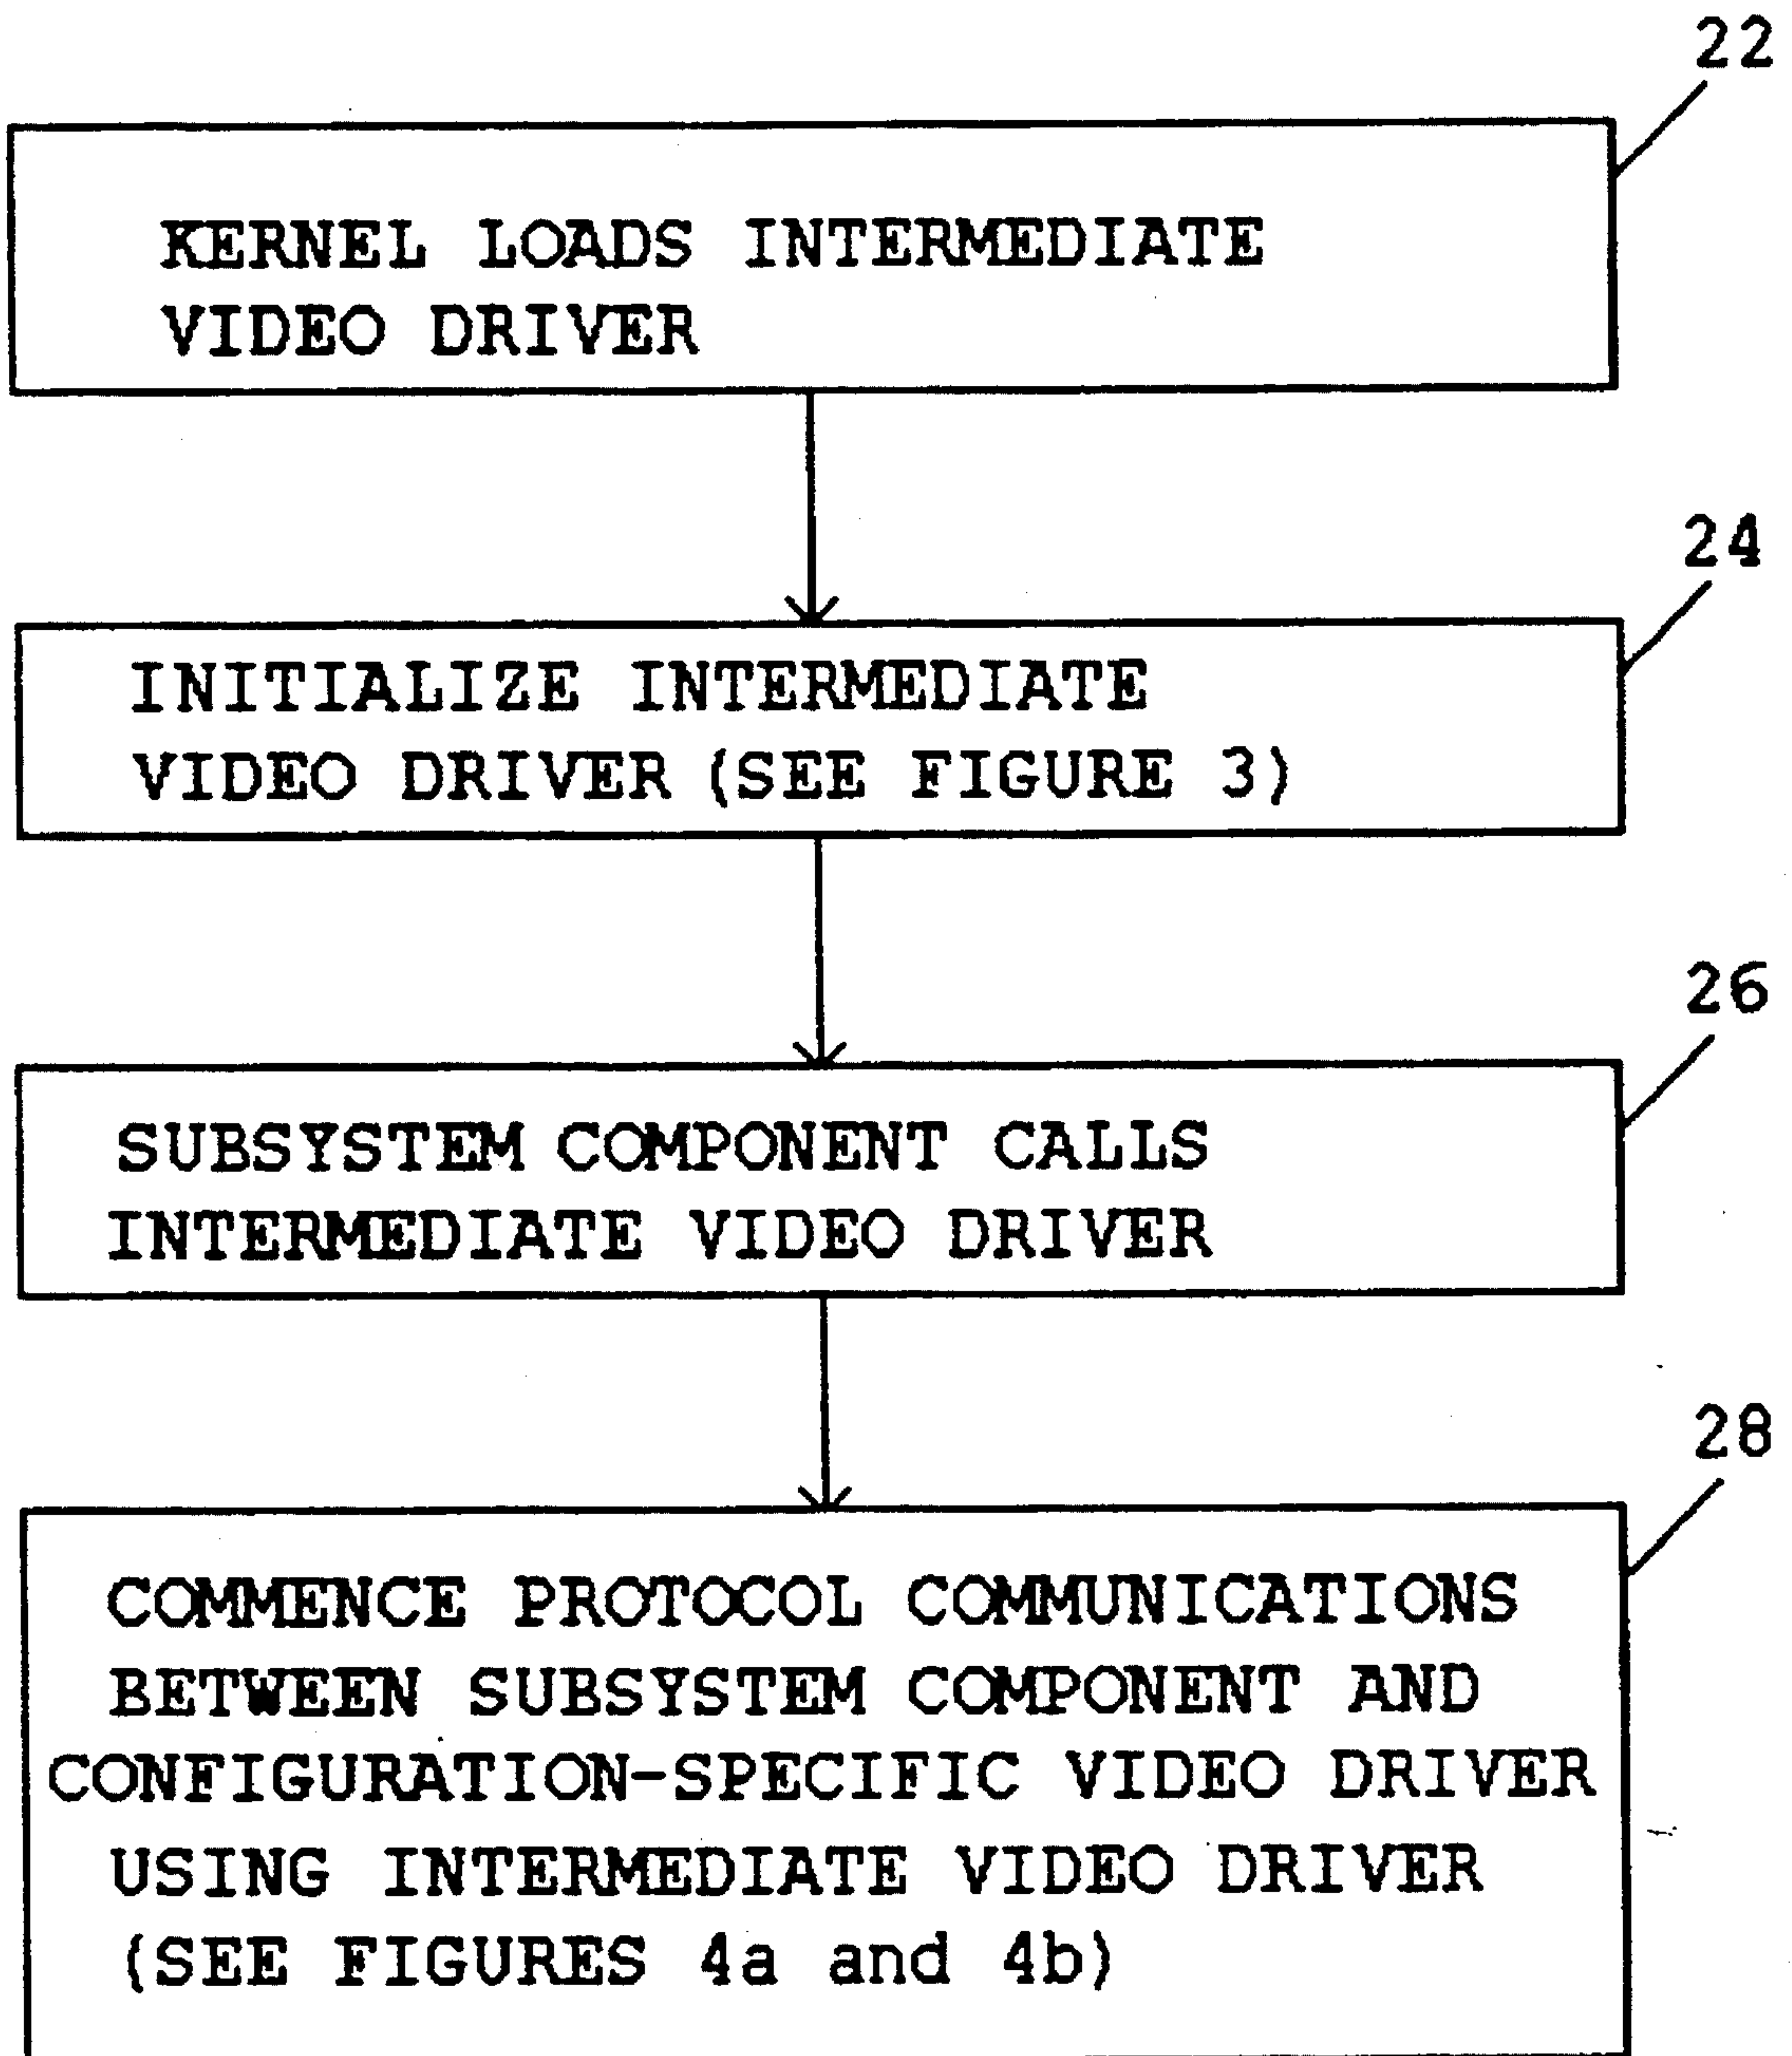 22
KERNEL LOADS INTERMEDIATE
VIDEO DRIVER
24
INITIALIZE INTERMEDIATE
VIDEO DRIVER (SEE FIGURE 3)
26
SUBSYSTEM COMPONENT CALLS
INTERMEDIATE VIDEO DRIVER
28
COMMENCE PROTOCOL COMMUNICATIONS
BETWEEN SUBSYSTEM COMPONENT AND
CONFIGURATION-SPECIFIC VIDEO DRIVER
USING INTERMEDIATE VIDEO DRIVER
(SEE FIGURES 4a and 4b)